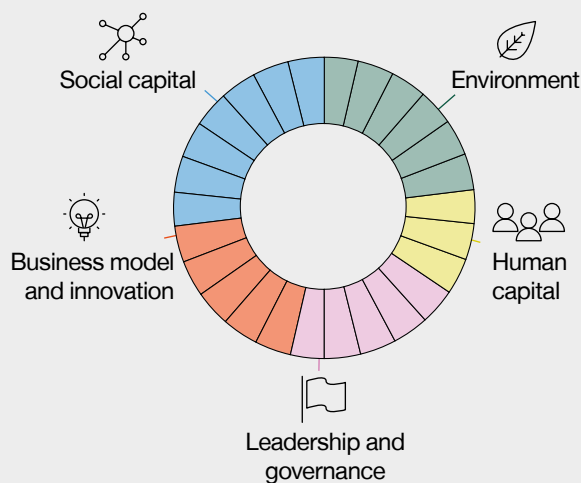 Social capital
Environment
Business model
and innovation
Human
capital
Leadership and
governance